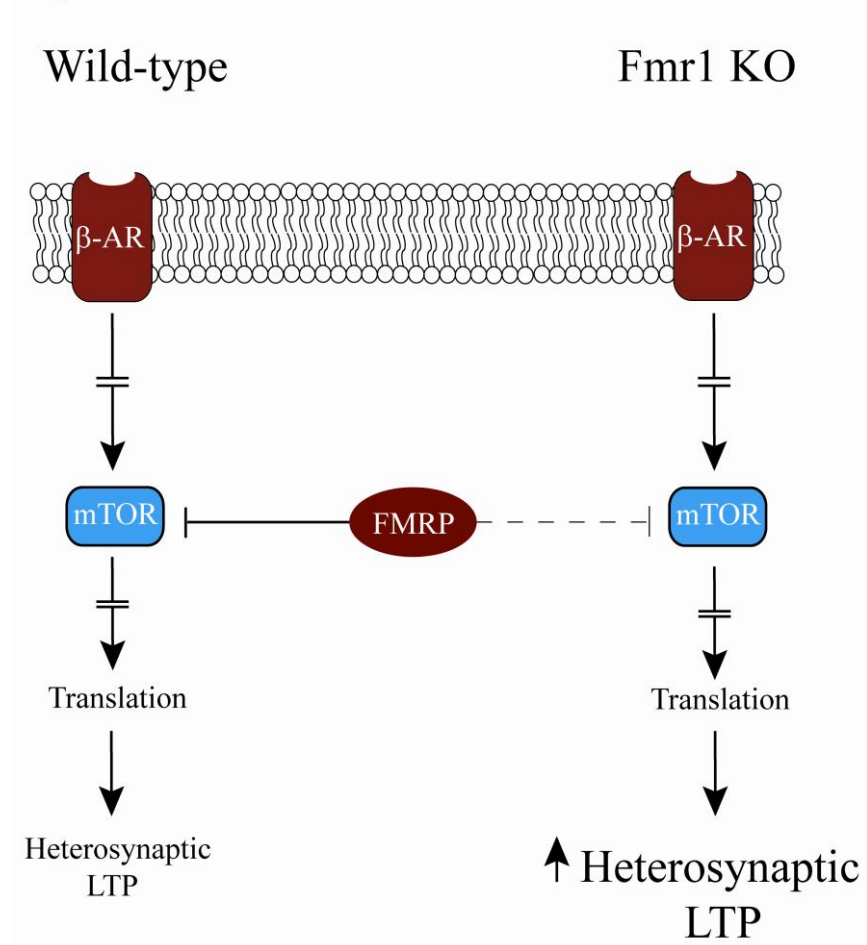 Wild-type
Fmr1 KO
β-AR
β-AR
mTOR
FMRP
mTOR
Translation
Translation
Heterosynaptic
LTP
Heterosynaptic
LTP